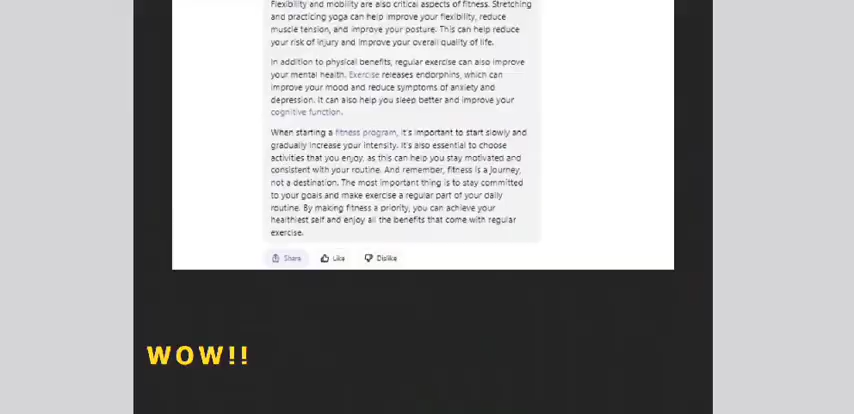 Flexibility and mobility are also critical aspects of fitness. Stretching
and practicing yoga can help improve your flexibility, reduce
muscle tension, and improve your posture. This can help reduce
your risk of injury and improve your overall quality of life.
In addition to physical benefits, regular exercise can also improve
your mental health. Exercise releases endorphins, which can
improve your mood and reduce symptoms of anxiety and
depression. It can also help you sleep better and improve your
cognitive function.
When starting a fitness program, it's important to start slowly and
gradually increase your intensity. It's also essential to choose
activities that you enjoy, as this can help you stay motivated and
consistent with your routine. And remember, fitness is a journey,
not a destination. The most important thing is to stay committed
to your goals and make exercise a regular part of your daily
routine. By making fitness a priority, you can achieve your
healthiest self and enjoy all the benefits that come with regular
exercise.
Share Like Dislike
WOW!!